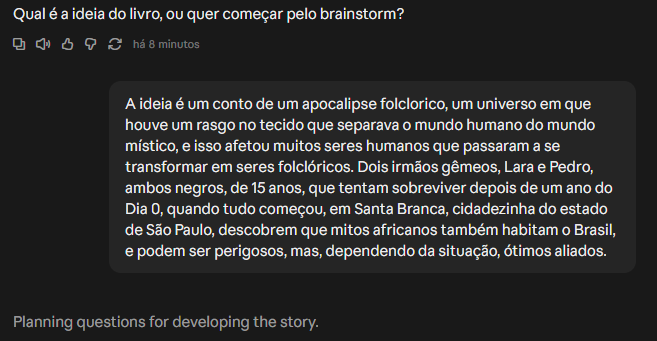 Qual é a ideia do livro, ou quer começar pelo brainstorm?
há 8 minutos
A ideia é um conto de um apocalipse folclorico, um universo em que
houve um rasgo no tecido que separava o mundo humano do mundo
místico, e isso afetou muitos seres humanos que passaram a se
transformar em seres folclóricos. Dois irmãos gêmeos, Lara e Pedro,
ambos negros, de 15 anos, que tentam sobreviver depois de um ano do
Dia 0, quando tudo começou, em Santa Branca, cidadezinha do estado
de São Paulo, descobrem que mitos africanos também habitam o Brasil,
e podem ser perigosos, mas, dependendo da situação, ótimos aliados.
Planning questions for developing the story.